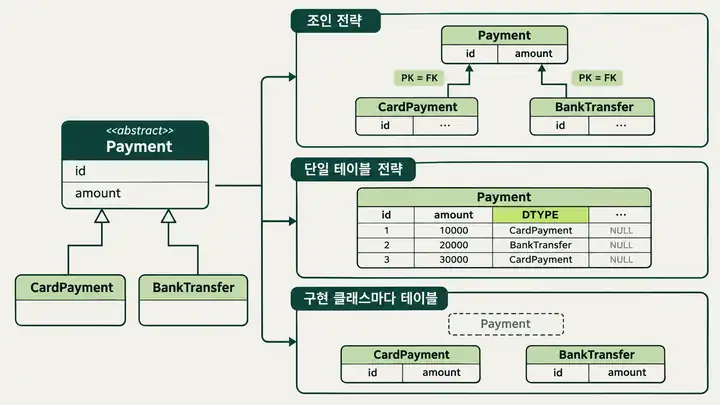 <<abstract>>
Payment
id
amount
CardPayment
BankTransfer
조인 전략
Payment
id amount
PK = FK PK = FK
CardPayment BankTransfer
id ... id ...
단일 테이블 전략
Payment
id amount DTYPE ...
1 10000 CardPayment NULL
2 20000 BankTransfer NULL
3 30000 CardPayment NULL
구현 클래스마다 테이블
Payment
CardPayment BankTransfer
id amount id amount